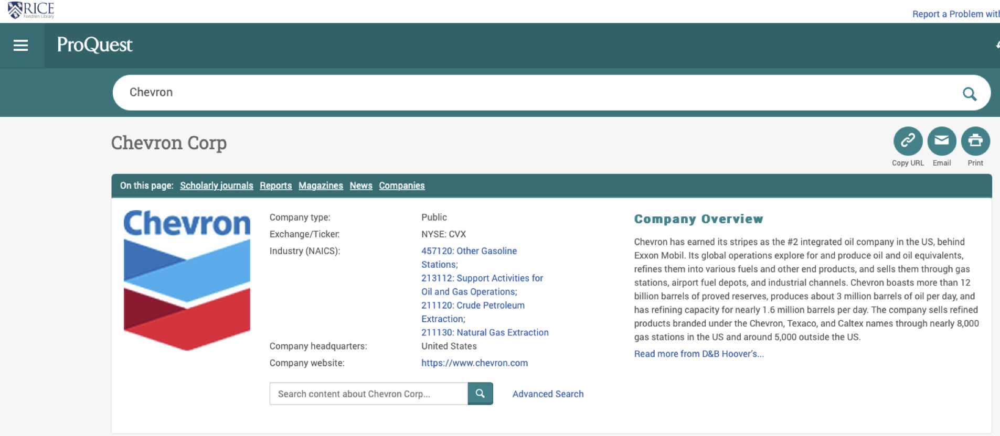 RICE
Fondren Library
Report a Problem with
ProQuest
Chevron
Chevron Corp
Copy URL
Email
Print
On this page: Scholarly journals Reports Magazines News Companies
Chevron
Company type: Public
Exchange/Ticker: NYSE: CVX
Industry (NAICS): 457120: Other Gasoline
Stations;
213112: Support Activities for
Oil and Gas Operations;
211120: Crude Petroleum
Extraction;
211130: Natural Gas Extraction
Company headquarters: United States
Company website: https://www.chevron.com
Search content about Chevron Corp...
Advanced Search
Company Overview
Chevron has earned its stripes as the #2 integrated oil company in the US, behind
Exxon Mobil. Its global operations explore for and produce oil and oil equivalents,
refines them into various fuels and other end products, and sells them through gas
stations, airport fuel depots, and industrial channels. Chevron boasts more than 12
billion barrels of proved reserves, produces about 3 million barrels of oil per day, and
has refining capacity for nearly 1.6 million barrels per day. The company sells refined
products branded under the Chevron, Texaco, and Caltex names through nearly 8,000
gas stations in the US and around 5,000 outside the US.
Read more from D&B Hoover's...